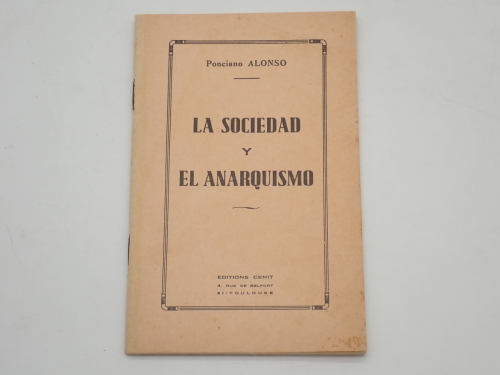 Ponciano ALONSO
LA SOCIEDAD
Y
EL ANARQUISMO
EDITIONS CENIT
4, RUE DE BELFORT
31-TOULOUSE